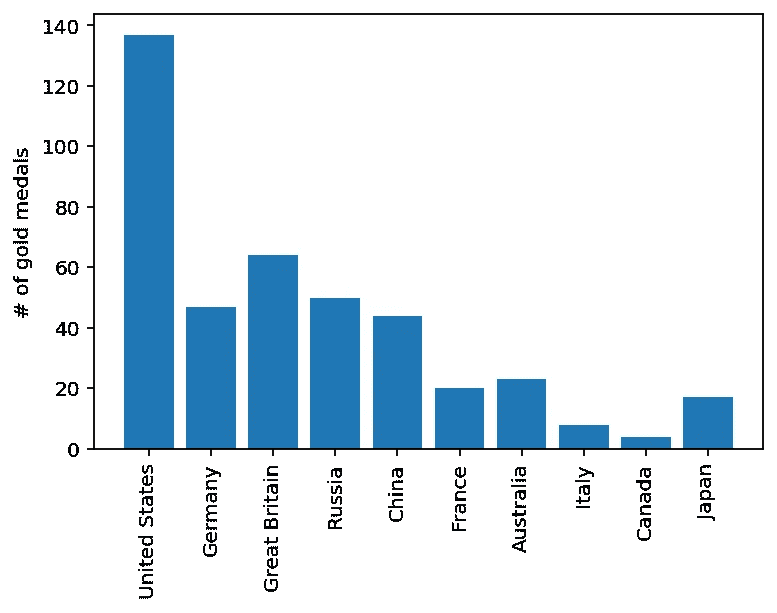 # of gold medals
140
120
100
80
60
40
20
0
United States
Germany
Great Britain
Russia
China
France
Australia
Italy
Canada
Japan